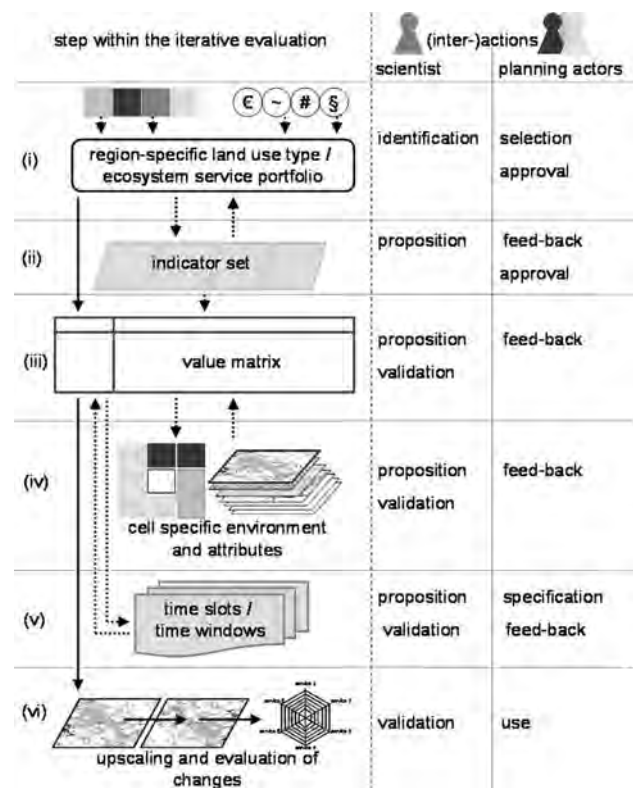 step within the iterative evaluation
(inter-)actions
scientist
planning actors
€ ~ # §
(i)
region-specific land use type /
ecosystem service portfolio
identification
selection
approval
(ii)
indicator set
proposition
feed-back
approval
(iii)
value matrix
proposition
validation
feed-back
(iv)
cell specific environment
and attributes
proposition
validation
feed-back
(v)
time slots /
time windows
proposition
validation
specification
feed-back
(vi)
upscaling and evaluation of
changes
validation
use